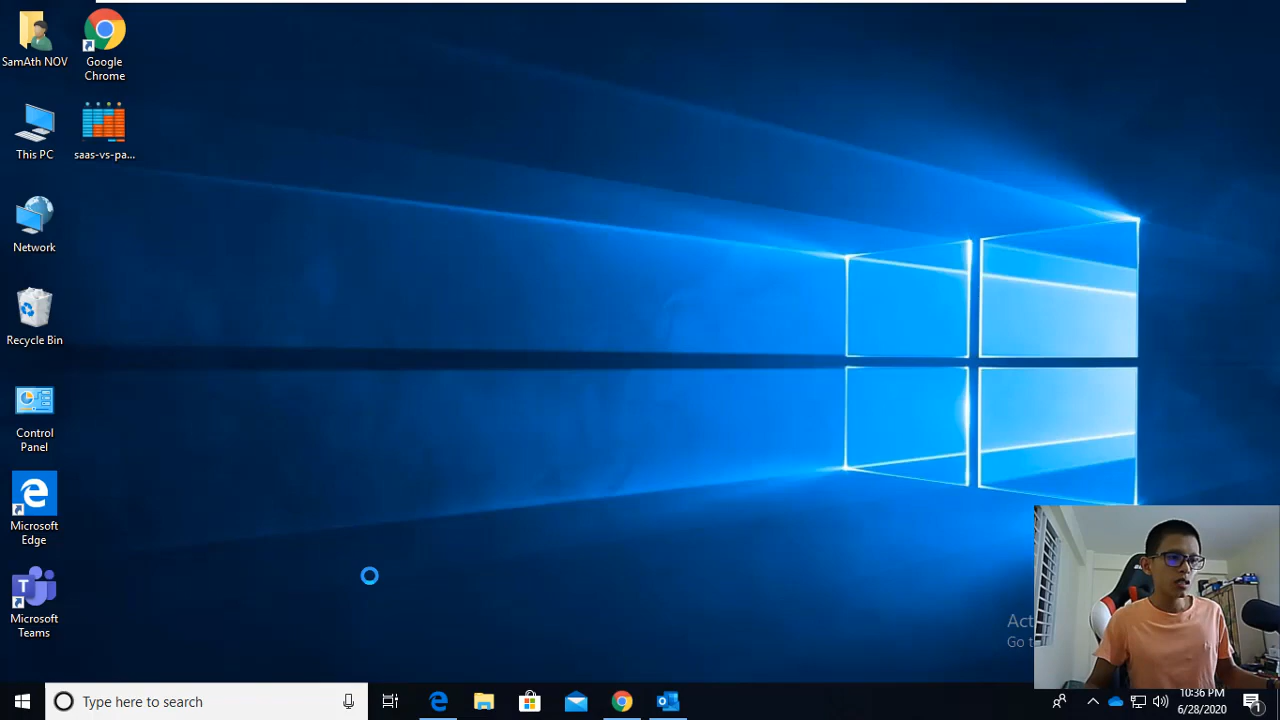 SamAth NOV
Google
Chrome
This PC
saas-vs-pa...
Network
Recycle Bin
Control
Panel
Microsoft
Edge
Microsoft
Teams
Act
Go t
Type here to search
10:36 PM
6/28/2020
1